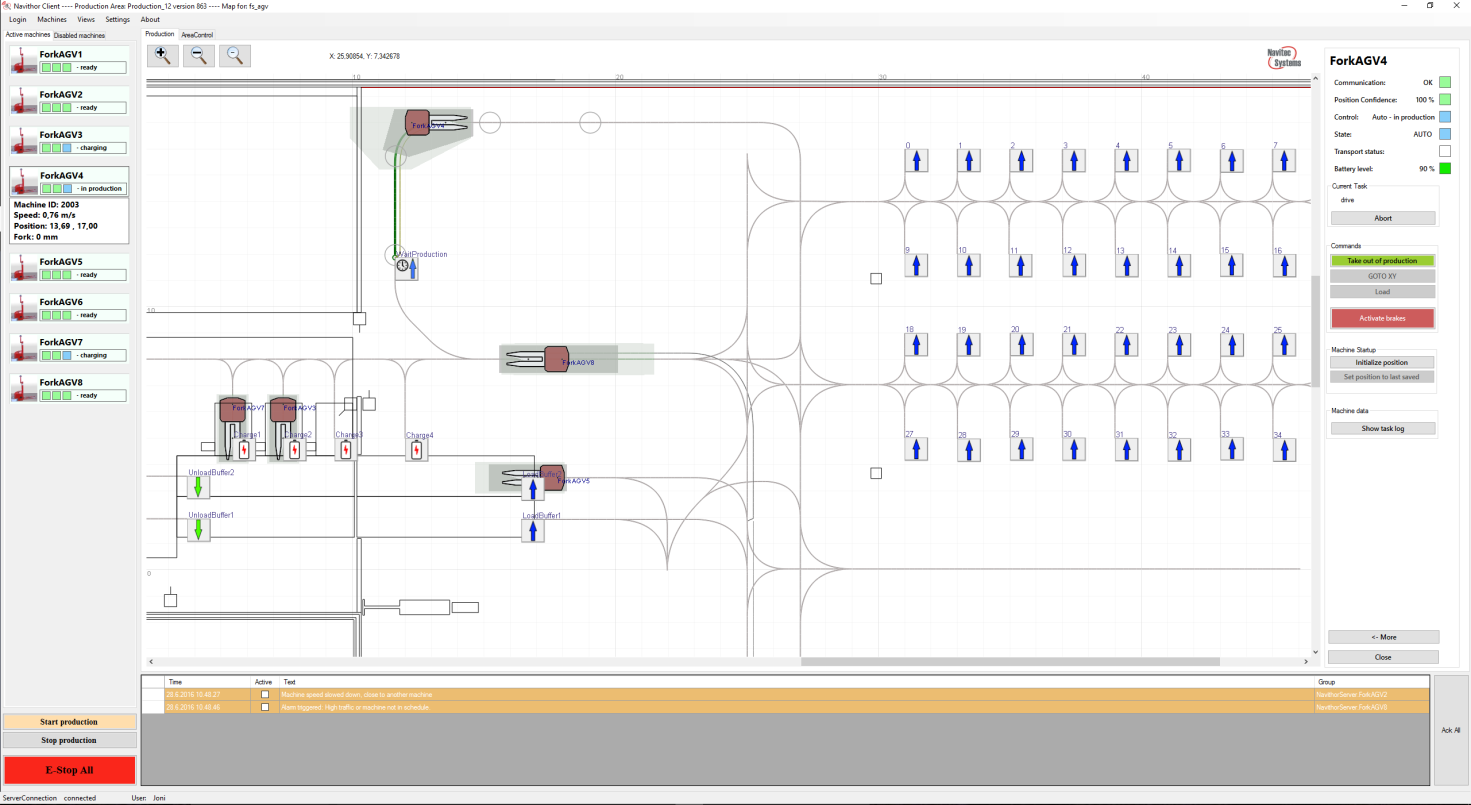 Navithor Client ---- Production Area: Production_12 version 863 ---- Map for: fs_agv
Login Machines Views Settings About
Active machines Disabled machines
Production AreaControl
X: 25,90854, Y: 7,342678
Navitec Systems
ForkAGV1
- ready
ForkAGV2
- ready
ForkAGV3
- charging
ForkAGV4
- in production
Machine ID: 2003
Speed: 0,76 m/s
Position: 13,69 , 17,00
Fork: 0 mm
ForkAGV5
- ready
ForkAGV6
- ready
ForkAGV7
- charging
ForkAGV8
- ready
Start production
Stop production
E-Stop All
10 20 30 40
ForkAGV4
0 1 2 3 4 5 6 7
WaitProduction
9 10 11 12 13 14 15 16
10
18 19 20 21 22 23 24 25
ForkAGV8
ForkAGV7 ForkAGV3
Charge1 Charge2 Charge3 Charge4
27 28 29 30 31 32 33 34
UnloadBuffer2
ForkAGV5
UnloadBuffer1 LoadBuffer1
0
ForkAGV4
Communication: OK
Position Confidence: 100 %
Control: Auto - in production
State: AUTO
Transport status:
Battery level: 90 %
Current Task
drive
Abort
Commands
Take out of production
GOTO XY
Load
Activate brakes
Machine Startup
Initialize position
Set position to last saved
Machine data
Show task log
<- More
Close
Time Active Text Group
28.6.2016 10.48.27 Machine speed slowed down, close to another machine NavithorServer.ForkAGV2
28.6.2016 10.48.46 Alarm triggered: High traffic or machine not in schedule. NavithorServer.ForkAGV8
Ack All
ServerConnection connected User: Joni